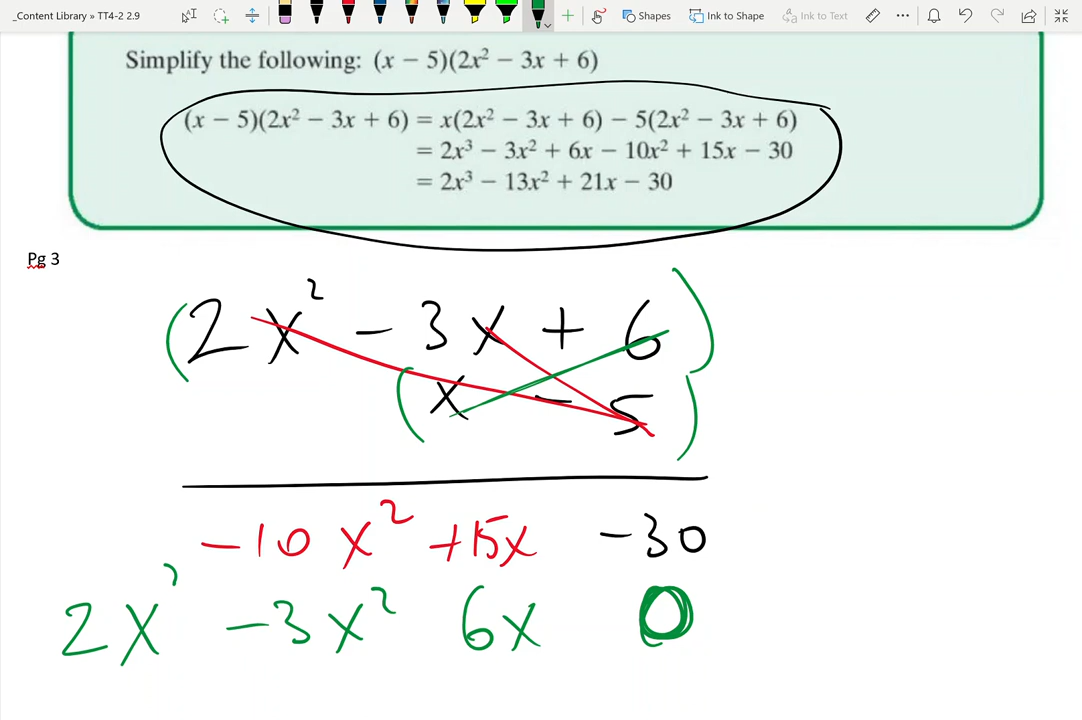 _Content Library » TT4-2 2.9 Shapes Ink to Shape Ink to Text
Simplify the following: (x − 5)(2x² − 3x + 6)
(x − 5)(2x² − 3x + 6) = x(2x² − 3x + 6) − 5(2x² − 3x + 6)
= 2x³ − 3x² + 6x − 10x² + 15x − 30
= 2x³ − 13x² + 21x − 30
Pg 3
(2x² − 3x + 6)
(x − 5)
−10x² +15x −30
2x³ −3x² 6x 0